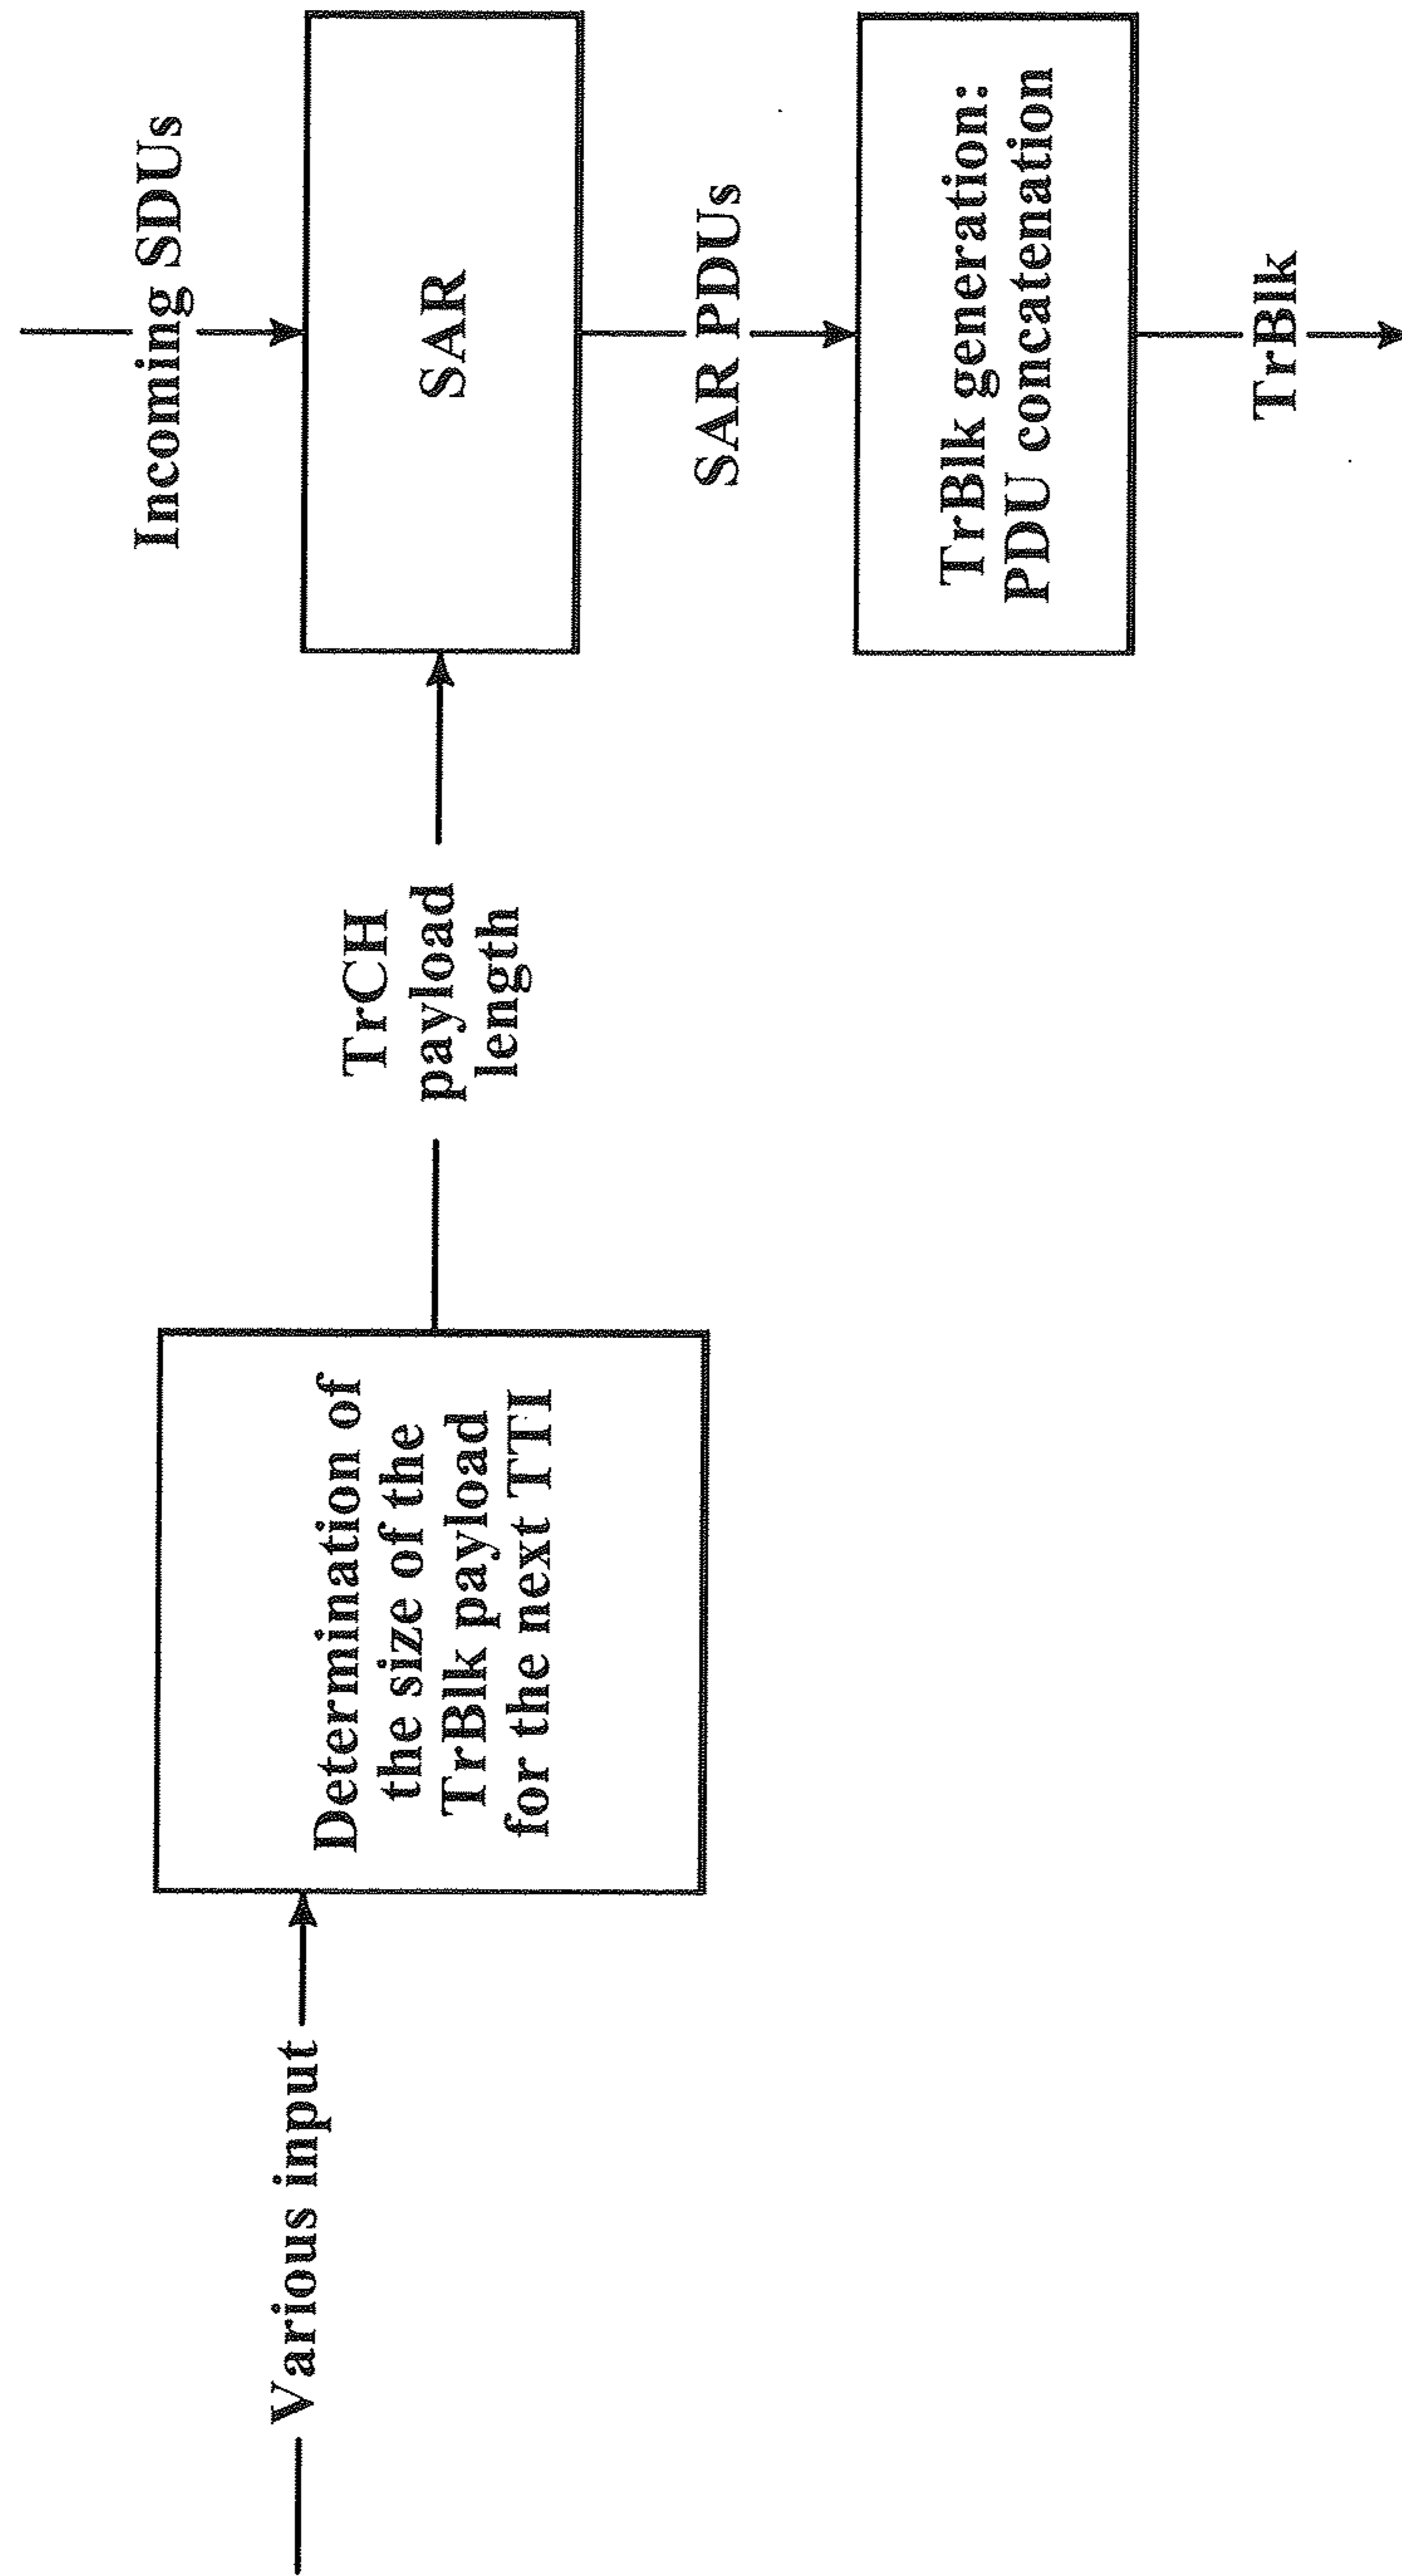 Various input
Determination of
the size of the
TrBlk payload
for the next TTI
TrCH
payload
length
Incoming SDUs
SAR
SAR PDUs
TrBlk generation:
PDU concatenation
TrBlk